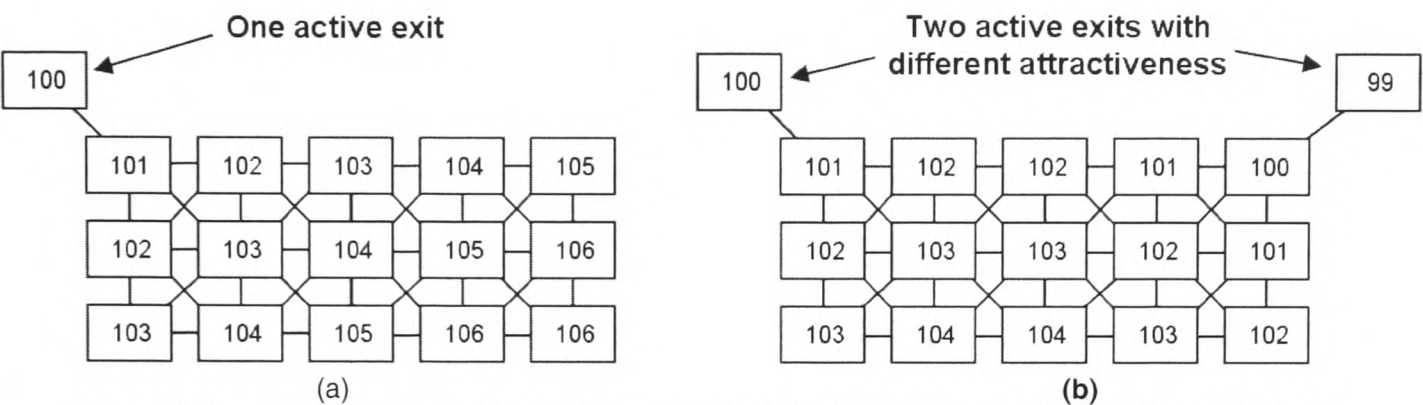 One active exit
100
101 102 103 104 105
102 103 104 105 106
103 104 105 106 106
(a)
Two active exits with
different attractiveness
100 99
101 102 102 101 100
102 103 103 102 101
103 104 104 103 102
(b)